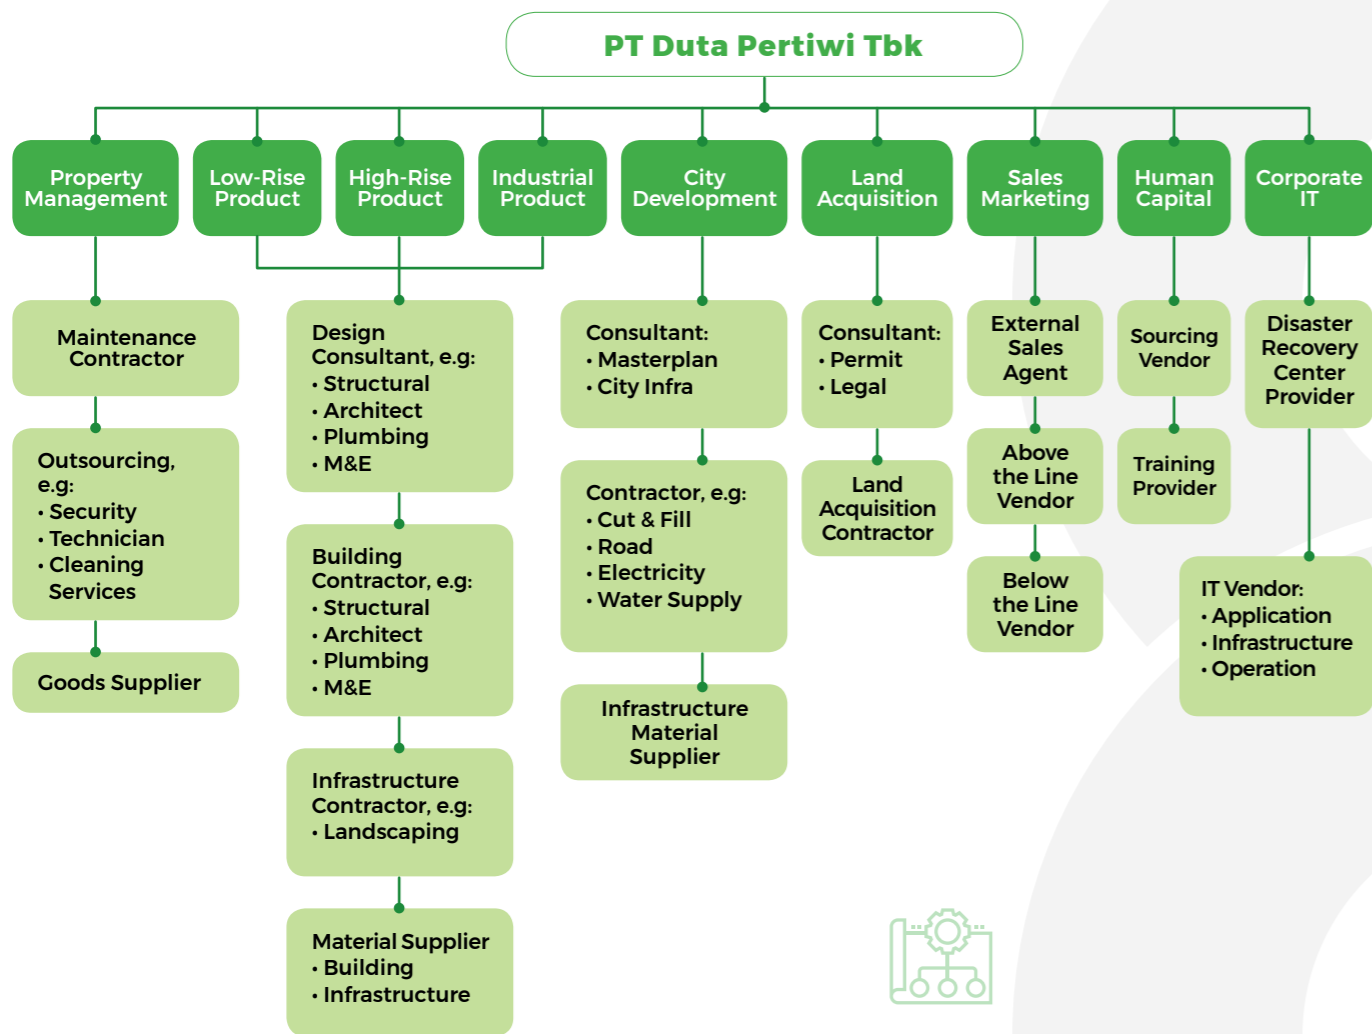 PT Duta Pertiwi Tbk
Property
Management
Low-Rise
Product
High-Rise
Product
Industrial
Product
City
Development
Land
Acquisition
Sales
Marketing
Human
Capital
Corporate
IT
Maintenance
Contractor
Outsourcing,
e.g:
• Security
• Technician
• Cleaning
Services
Goods Supplier
Design
Consultant, e.g:
• Structural
• Architect
• Plumbing
• M&E
Building
Contractor, e.g:
• Structural
• Architect
• Plumbing
• M&E
Infrastructure
Contractor, e.g:
• Landscaping
Material Supplier
• Building
• Infrastructure
Consultant:
• Masterplan
• City Infra
Contractor, e.g:
• Cut & Fill
• Road
• Electricity
• Water Supply
Infrastructure
Material
Supplier
Consultant:
• Permit
• Legal
Land
Acquisition
Contractor
External
Sales
Agent
Above
the Line
Vendor
Below
the Line
Vendor
Sourcing
Vendor
Training
Provider
Disaster
Recovery
Center
Provider
IT Vendor:
• Application
• Infrastructure
• Operation